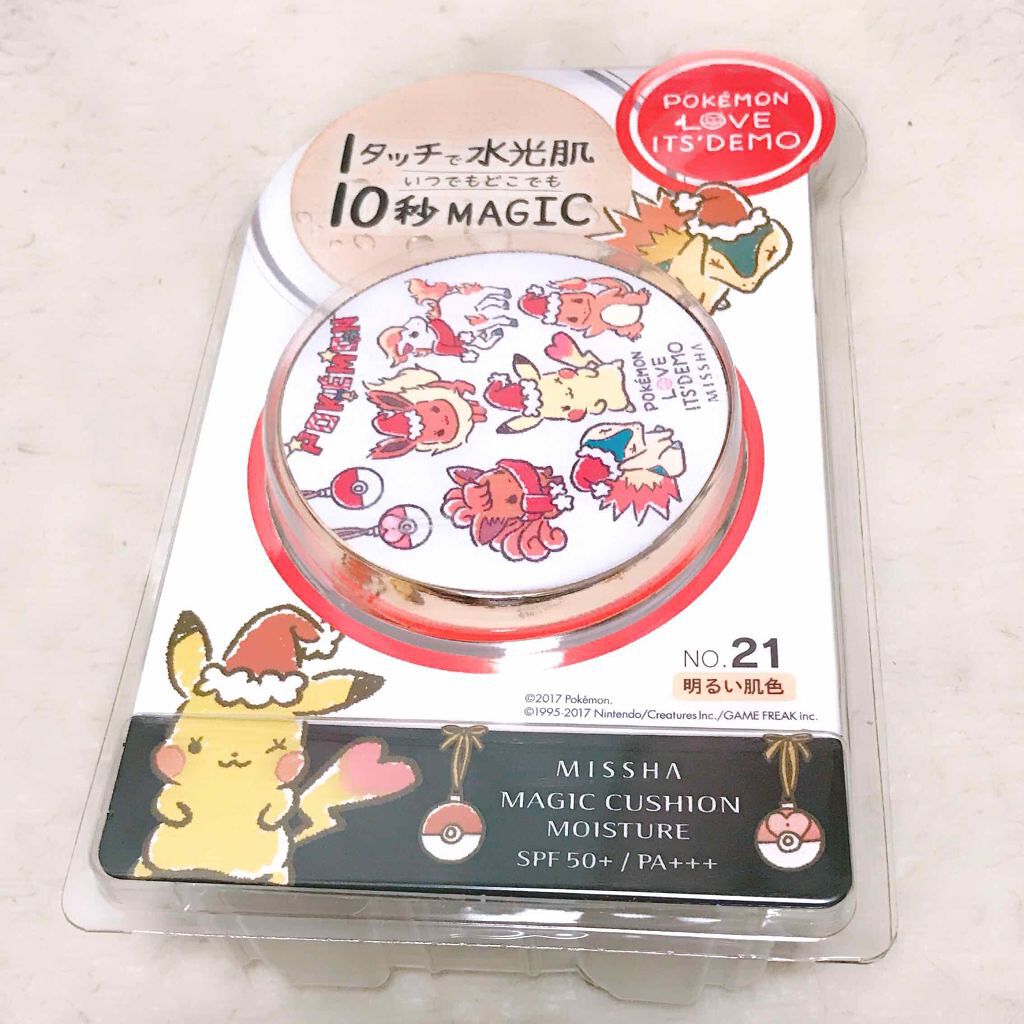 POKÉMON
LOVE
ITS'DEMO
1タッチで水光肌
いつでもどこでも
10秒MAGIC
POKÉMON
POKÉMON
LOVE
ITS'DEMO
MISSHA
NO.21
明るい肌色
©2017 Pokémon.
©1995-2017 Nintendo/Creatures Inc./GAME FREAK inc.
MISSHA
MAGIC CUSHION
MOISTURE
SPF 50+ / PA+++